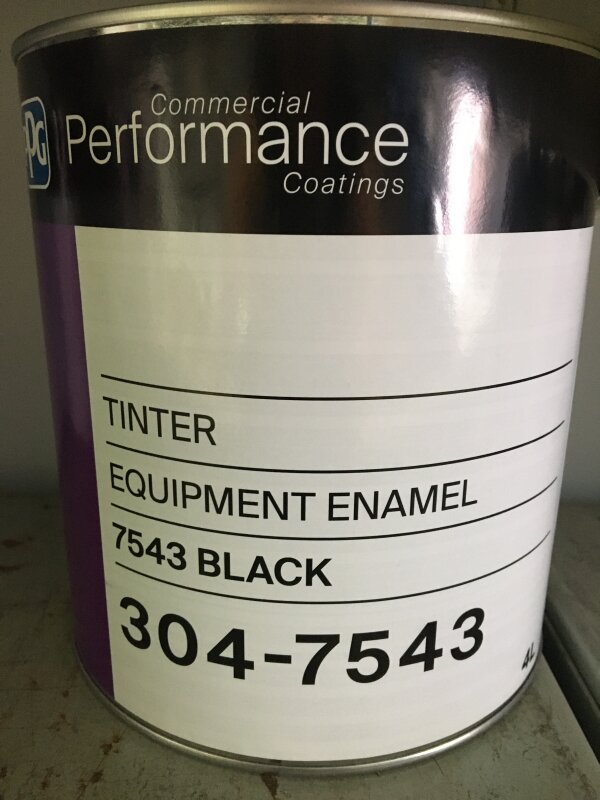 PPG
Commercial
Performance
Coatings
TINTER
EQUIPMENT ENAMEL
7543 BLACK
304-7543
4L